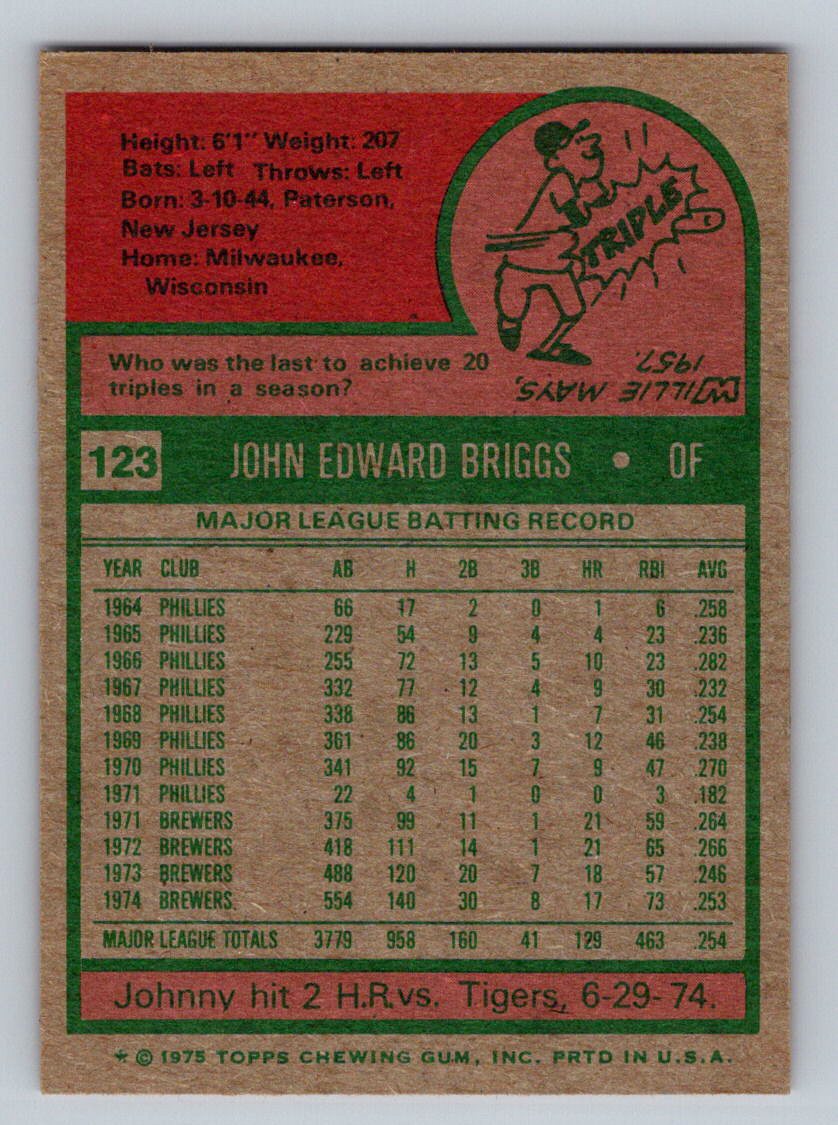 Height: 6'1" Weight: 207
Bats: Left Throws: Left
Born: 3-10-44, Paterson,
New Jersey
Home: Milwaukee,
Wisconsin
TRIPLE
Who was the last to achieve 20
triples in a season?
WILLIE MAYS,
1957.
123 JOHN EDWARD BRIGGS • OF
MAJOR LEAGUE BATTING RECORD
YEAR CLUB AB H 2B 3B HR RBI AVG
1964 PHILLIES 66 17 2 0 1 6 .258
1965 PHILLIES 229 54 9 4 4 23 .236
1966 PHILLIES 255 72 13 5 10 23 .282
1967 PHILLIES 332 77 12 4 9 30 .232
1968 PHILLIES 338 86 13 1 7 31 .254
1969 PHILLIES 361 86 20 3 12 46 .238
1970 PHILLIES 341 92 15 7 9 47 .270
1971 PHILLIES 22 4 1 0 0 3 .182
1971 BREWERS 375 99 11 1 21 59 .264
1972 BREWERS 418 111 14 1 21 65 .266
1973 BREWERS 488 120 20 7 18 57 .246
1974 BREWERS 554 140 30 8 17 73 .253
MAJOR LEAGUE TOTALS 3779 958 160 41 129 463 .254
Johnny hit 2 H.R. vs. Tigers, 6-29-74.
* © 1975 TOPPS CHEWING GUM, INC. PRTD IN U.S.A.